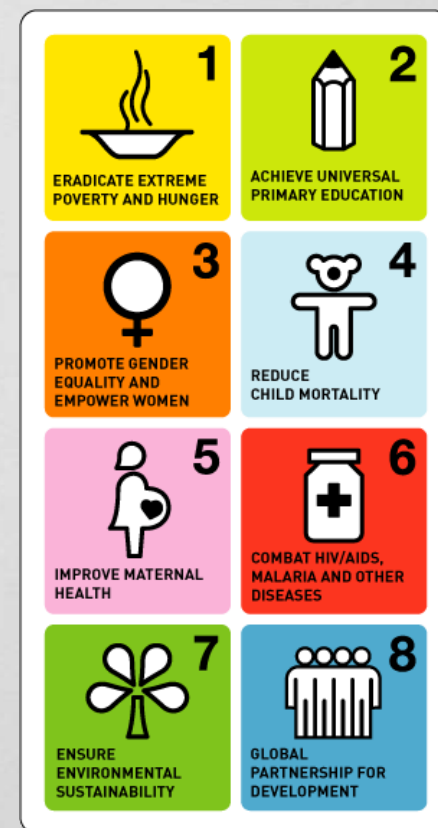 1
ERADICATE EXTREME
POVERTY AND HUNGER
2
ACHIEVE UNIVERSAL
PRIMARY EDUCATION
3
PROMOTE GENDER
EQUALITY AND
EMPOWER WOMEN
4
REDUCE
CHILD MORTALITY
5
IMPROVE MATERNAL
HEALTH
6
COMBAT HIV/AIDS,
MALARIA AND OTHER
DISEASES
7
ENSURE
ENVIRONMENTAL
SUSTAINABILITY
8
GLOBAL
PARTNERSHIP FOR
DEVELOPMENT